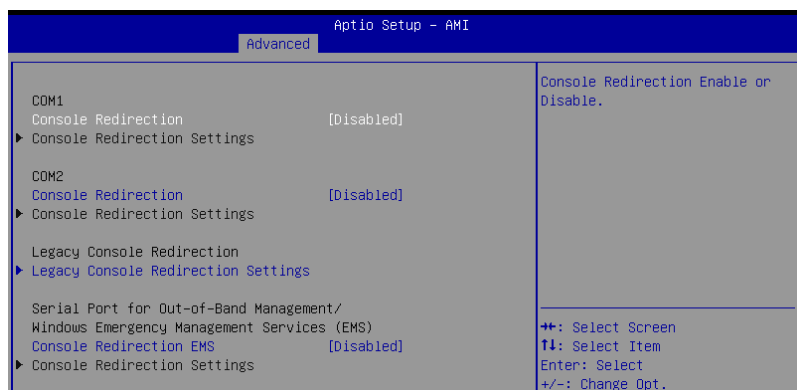 Aptio Setup – AMI
Advanced
COM1
Console Redirection [Disabled]
Console Redirection Settings
COM2
Console Redirection [Disabled]
Console Redirection Settings
Legacy Console Redirection
Legacy Console Redirection Settings
Serial Port for Out-of-Band Management/
Windows Emergency Management Services (EMS)
Console Redirection EMS [Disabled]
Console Redirection Settings
Console Redirection Enable or
Disable.
→←: Select Screen
↑↓: Select Item
Enter: Select
+/-: Change Opt.